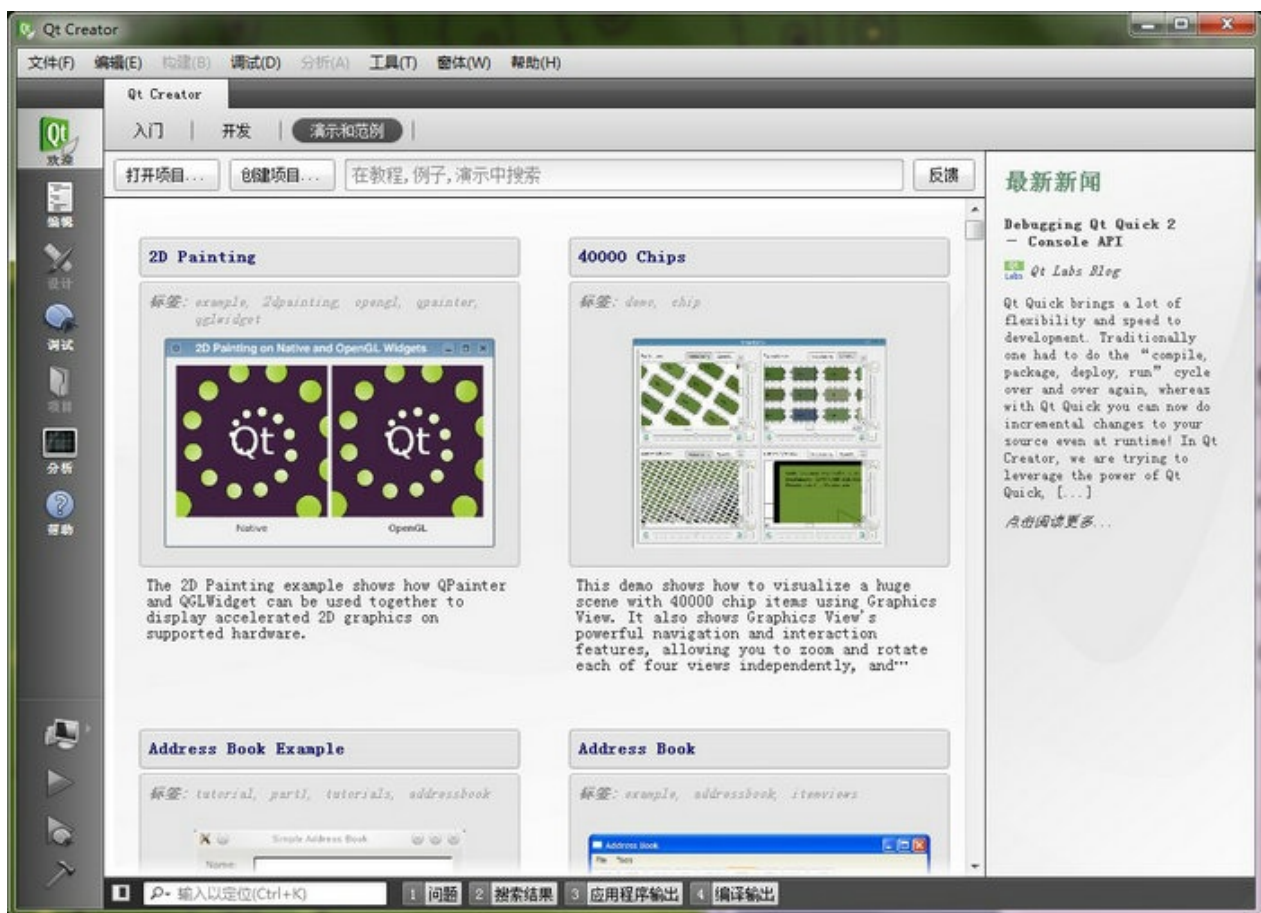 Qt Creator
文件(F) 编辑(E) 构建(B) 调试(D) 分析(A) 工具(T) 窗体(W) 帮助(H)
Qt Creator
入门 | 开发 | 演示和范例 |
Qt
欢迎
编辑
设计
调试
项目
分析
帮助
打开项目... 创建项目... 在教程,例子,演示中搜索 反馈
2D Painting
标签: example, 2dpainting, opengl, qpainter,
qglwidget
2D Painting on Native and OpenGL Widgets
Qt Qt
Native OpenGL
The 2D Painting example shows how QPainter
and QGLWidget can be used together to
display accelerated 2D graphics on
supported hardware.
40000 Chips
标签: demo, chip
This demo shows how to visualize a huge
scene with 40000 chip items using Graphics
View. It also shows Graphics View's
powerful navigation and interaction
features, allowing you to zoom and rotate
each of four views independently, and…
Address Book Example
标签: tutorial, part1, tutorials, addressbook
Simple Address Book
Name:
Address Book
标签: example, addressbook, itemviews
Address Book
File Tools
最新新闻
Debugging Qt Quick 2
– Console API
Qt Labs Blog
Qt Quick brings a lot of
flexibility and speed to
development. Traditionally
one had to do the “compile,
package, deploy, run” cycle
over and over again, whereas
with Qt Quick you can now do
incremental changes to your
source even at runtime! In Qt
Creator, we are trying to
leverage the power of Qt
Quick, [...]
点击阅读更多...
输入以定位(Ctrl+K) 1 问题 2 搜索结果 3 应用程序输出 4 编译输出